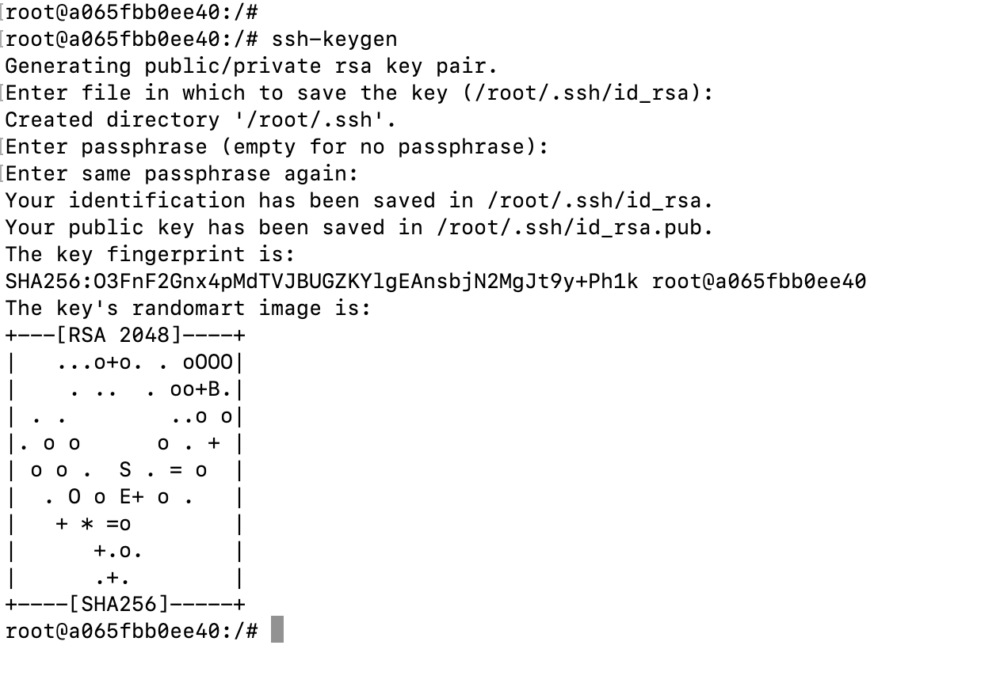 root@a065fbb0ee40:/#
root@a065fbb0ee40:/# ssh-keygen
Generating public/private rsa key pair.
Enter file in which to save the key (/root/.ssh/id_rsa):
Created directory '/root/.ssh'.
Enter passphrase (empty for no passphrase):
Enter same passphrase again:
Your identification has been saved in /root/.ssh/id_rsa.
Your public key has been saved in /root/.ssh/id_rsa.pub.
The key fingerprint is:
SHA256:O3FnF2Gnx4pMdTVJBUGZKYlgEAnsbjN2MgJt9y+Ph1k root@a065fbb0ee40
The key's randomart image is:
+---[RSA 2048]----+
|   ...o+o. . oOOO|
|    . ..  . oo+B.|
| . .        ..o o|
|. o o      o . + |
| o o .  S . = o  |
|  . O o E+ o .   |
|   + * =o        |
|      +.o.       |
|      .+.        |
+----[SHA256]-----+
root@a065fbb0ee40:/#